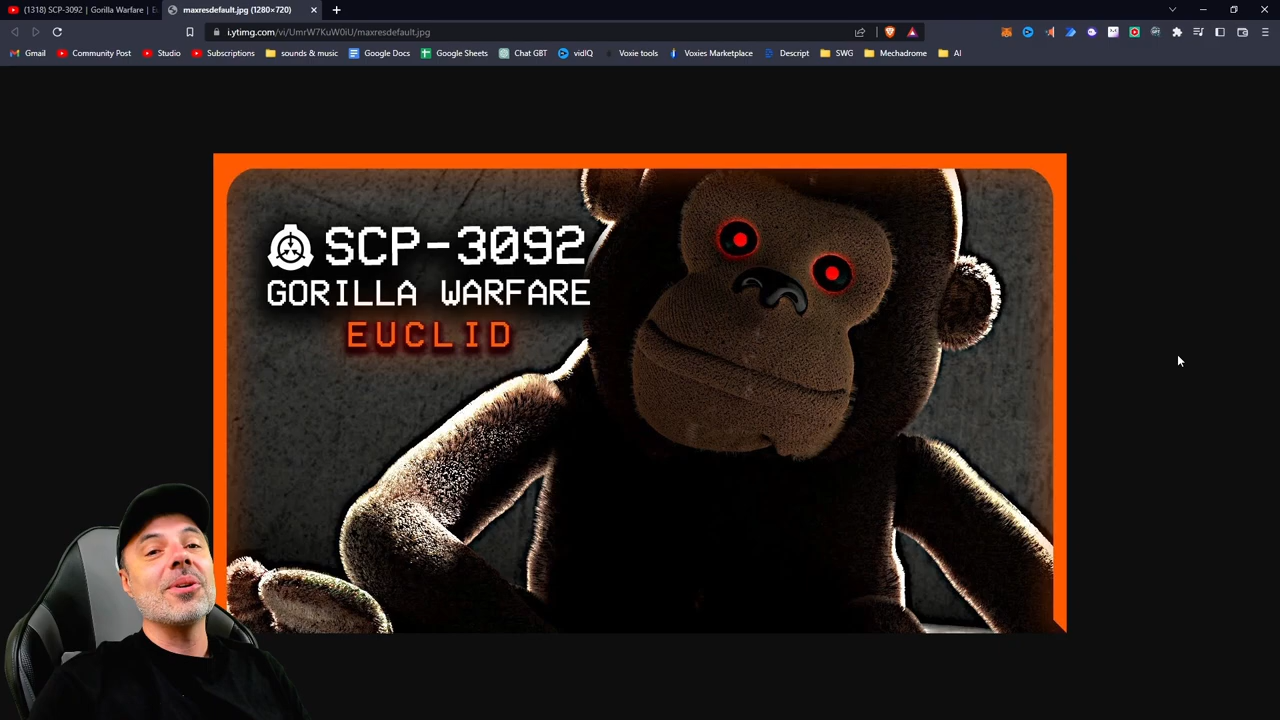 (1318) SCP-3092 | Gorilla Warfare | E
maxresdefault.jpg (1280×720)
i.ytimg.com/vi/UmrW7KuW0iU/maxresdefault.jpg
Gmail
Community Post
Studio
Subscriptions
sounds & music
Google Docs
Google Sheets
Chat GBT
vidIQ
Voxie tools
Voxies Marketplace
Descript
SWG
Mechadrome
AI
SCP-3092
GORILLA WARFARE
EUCLID